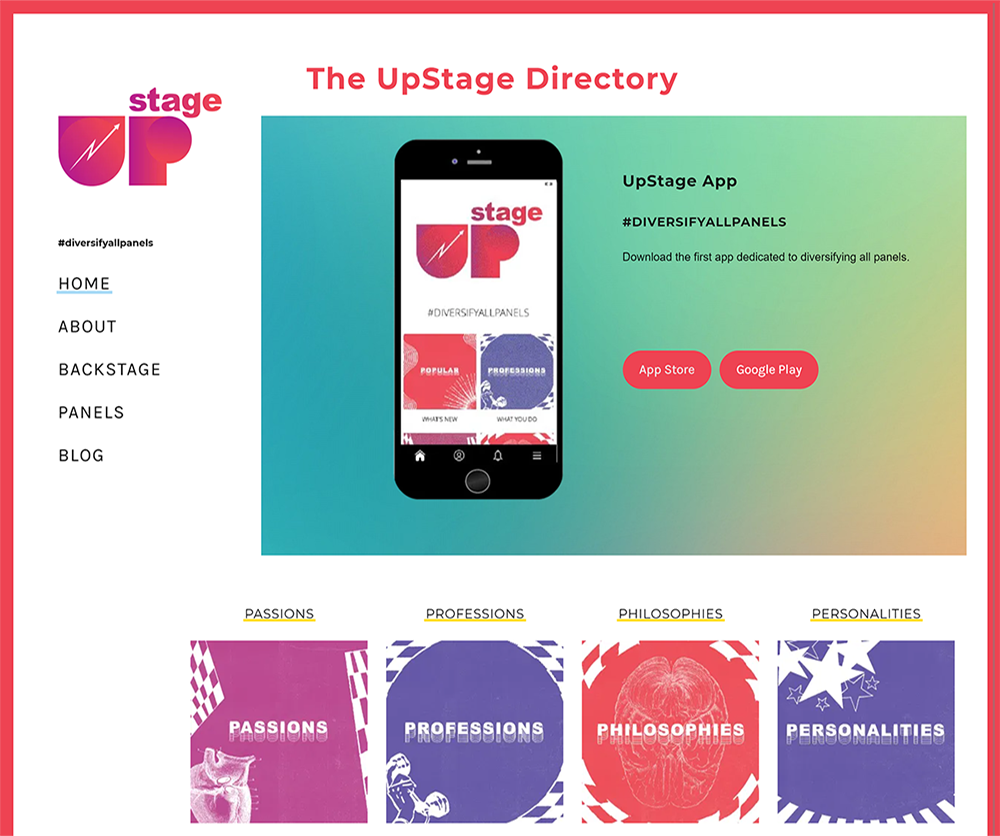 The UpStage Directory
stage
UP
#diversifyallpanels
HOME
ABOUT
BACKSTAGE
PANELS
BLOG
stage
UP
#DIVERSIFYALLPANELS
POPULAR
PROFESSIONS
WHAT'S NEW
WHAT YOU DO
UpStage App
#DIVERSIFYALLPANELS
Download the first app dedicated to diversifying all panels.
App Store
Google Play
PASSIONS
PROFESSIONS
PHILOSOPHIES
PERSONALITIES
PASSIONS
PROFESSIONS
PHILOSOPHIES
PERSONALITIES